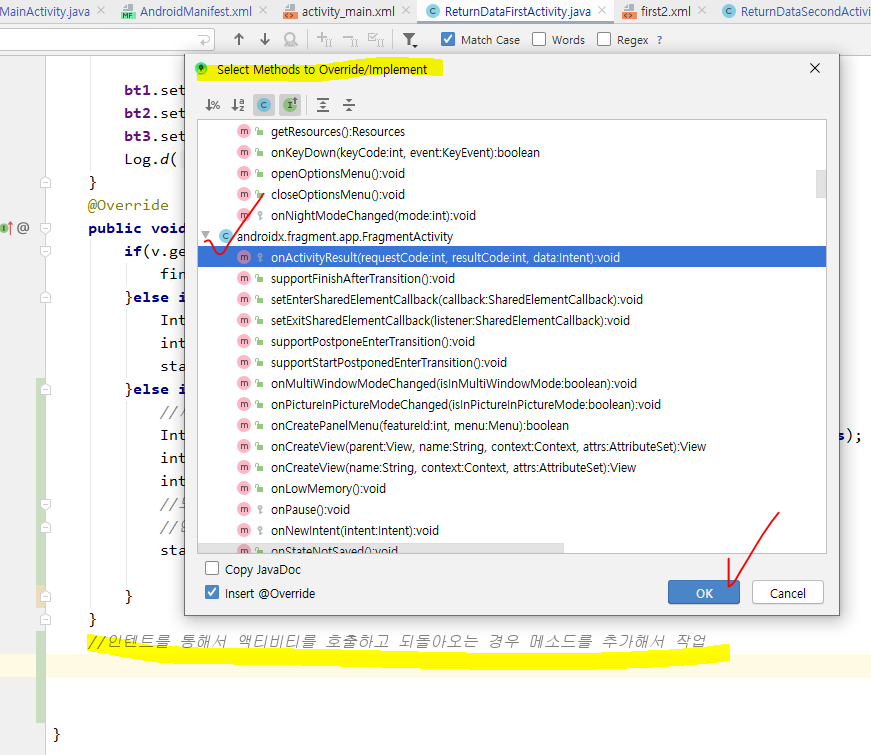 MainActivity.java AndroidManifest.xml activity_main.xml ReturnDataFirstActivity.java first2.xml ReturnDataSecondActivi
Match Case Words Regex ?
Select Methods to Override/Implement
bt1.set
bt2.set
bt3.set
Log.d(
}
@Override
public void
if(v.ge
fin
}else i
Int
int
sta
}else i
Int
s);
int
int
sta
}
}
getResources():Resources
onKeyDown(keyCode:int, event:KeyEvent):boolean
openOptionsMenu():void
closeOptionsMenu():void
onNightModeChanged(mode:int):void
androidx.fragment.app.FragmentActivity
onActivityResult(requestCode:int, resultCode:int, data:Intent):void
supportFinishAfterTransition():void
setEnterSharedElementCallback(callback:SharedElementCallback):void
setExitSharedElementCallback(listener:SharedElementCallback):void
supportPostponeEnterTransition():void
supportStartPostponedEnterTransition():void
onMultiWindowModeChanged(isInMultiWindowMode:boolean):void
onPictureInPictureModeChanged(isInPictureInPictureMode:boolean):void
onCreatePanelMenu(featureId:int, menu:Menu):boolean
onCreateView(parent:View, name:String, context:Context, attrs:AttributeSet):View
onCreateView(name:String, context:Context, attrs:AttributeSet):View
onLowMemory():void
onPause():void
onNewIntent(intent:Intent):void
onStateNotSaved():void
Copy JavaDoc
Insert @Override
OK Cancel
//인텐트를 통해서 액티비티를 호출하고 되돌아오는 경우 메소드를 추가해서 작업
}